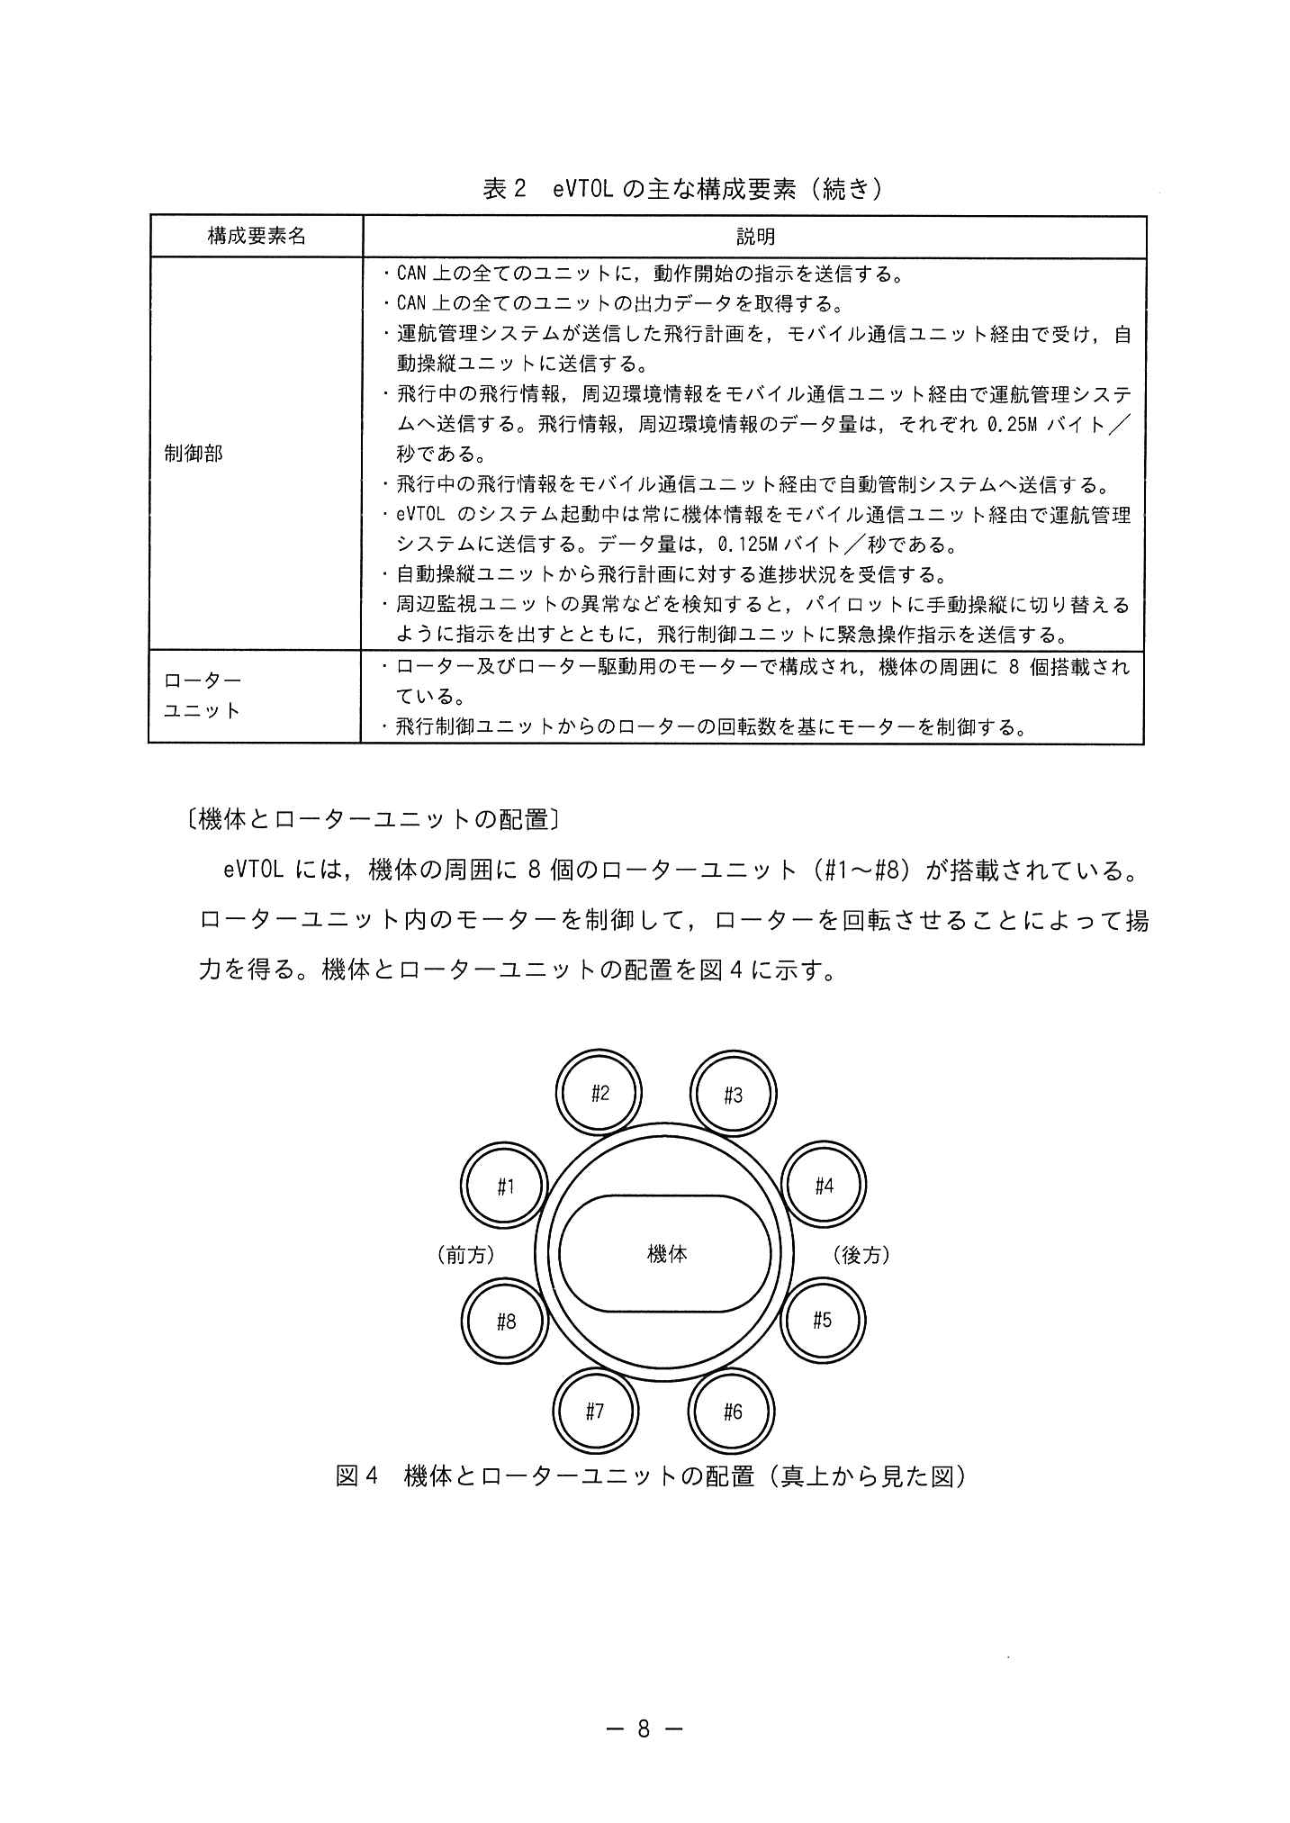 表2　eVTOL の主な構成要素（続き）
構成要素名
説明
制御部
・CAN 上の全てのユニットに，動作開始の指示を送信する。
・CAN 上の全てのユニットの出力データを取得する。
・運航管理システムが送信した飛行計画を，モバイル通信ユニット経由で受け，自
動操縦ユニットに送信する。
・飛行中の飛行情報，周辺環境情報をモバイル通信ユニット経由で運航管理システ
ムへ送信する。飛行情報，周辺環境情報のデータ量は，それぞれ 0.25M バイト／
秒である。
・飛行中の飛行情報をモバイル通信ユニット経由で自動管制システムへ送信する。
・eVTOL のシステム起動中は常に機体情報をモバイル通信ユニット経由で運航管理
システムに送信する。データ量は，0.125M バイト／秒である。
・自動操縦ユニットから飛行計画に対する進捗状況を受信する。
・周辺監視ユニットの異常などを検知すると，パイロットに手動操縦に切り替える
ように指示を出すとともに，飛行制御ユニットに緊急操作指示を送信する。
ローター
ユニット
・ローター及びローター駆動用のモーターで構成され，機体の周囲に 8 個搭載され
ている。
・飛行制御ユニットからのローターの回転数を基にモーターを制御する。
〔機体とローターユニットの配置〕
eVTOL には，機体の周囲に 8 個のローターユニット（#1～#8）が搭載されている。
ローターユニット内のモーターを制御して，ローターを回転させることによって揚
力を得る。機体とローターユニットの配置を図4に示す。
#2
#3
#1
#4
（前方）
機体
（後方）
#8
#5
#7
#6
図4　機体とローターユニットの配置（真上から見た図）
－ 8 －